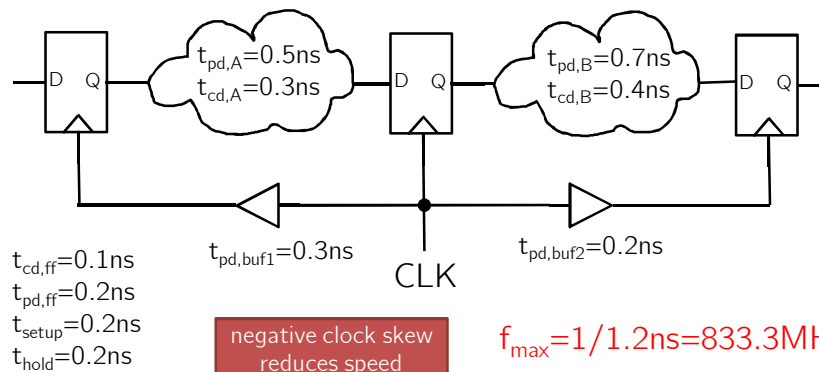 t_pd,A=0.5ns
t_cd,A=0.3ns
t_pd,B=0.7ns
t_cd,B=0.4ns
D Q
D Q
D Q
t_pd,buf1=0.3ns
t_pd,buf2=0.2ns
CLK
t_cd,ff=0.1ns
t_pd,ff=0.2ns
t_setup=0.2ns
t_hold=0.2ns
negative clock skew
reduces speed
f_max=1/1.2ns=833.3MH